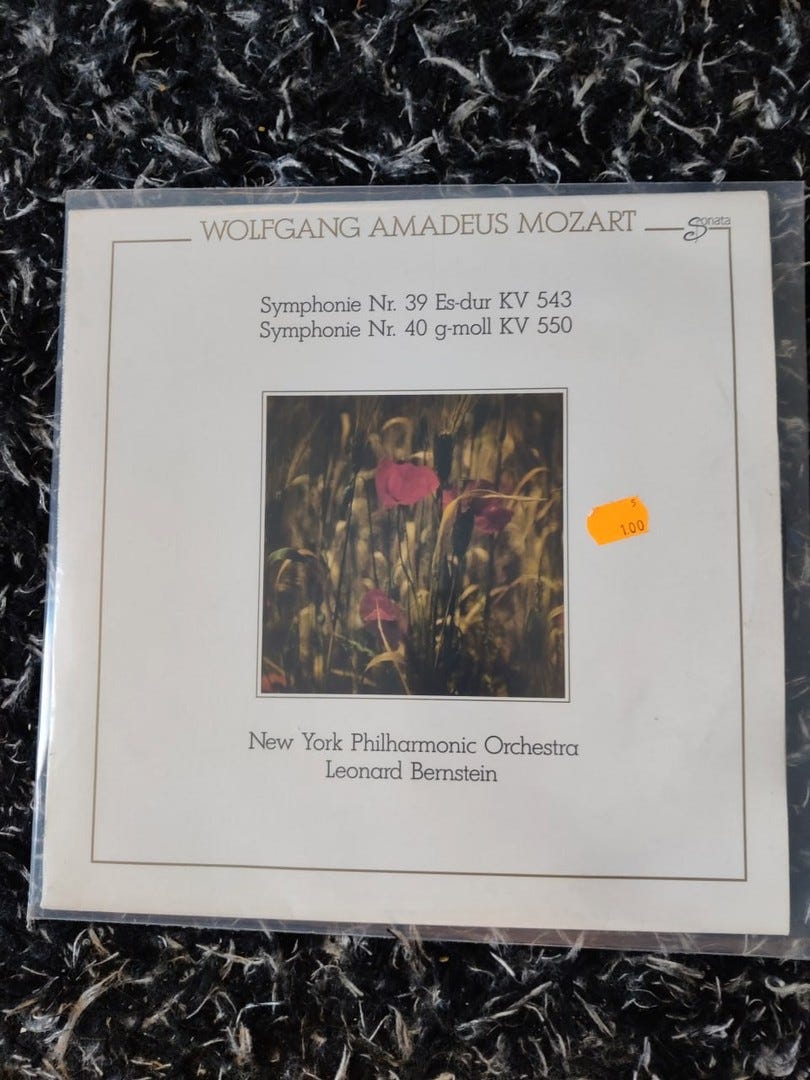 WOLFGANG AMADEUS MOZART
Sonata
Symphonie Nr. 39 Es-dur KV 543
Symphonie Nr. 40 g-moll KV 550
5
1.00
New York Philharmonic Orchestra
Leonard Bernstein